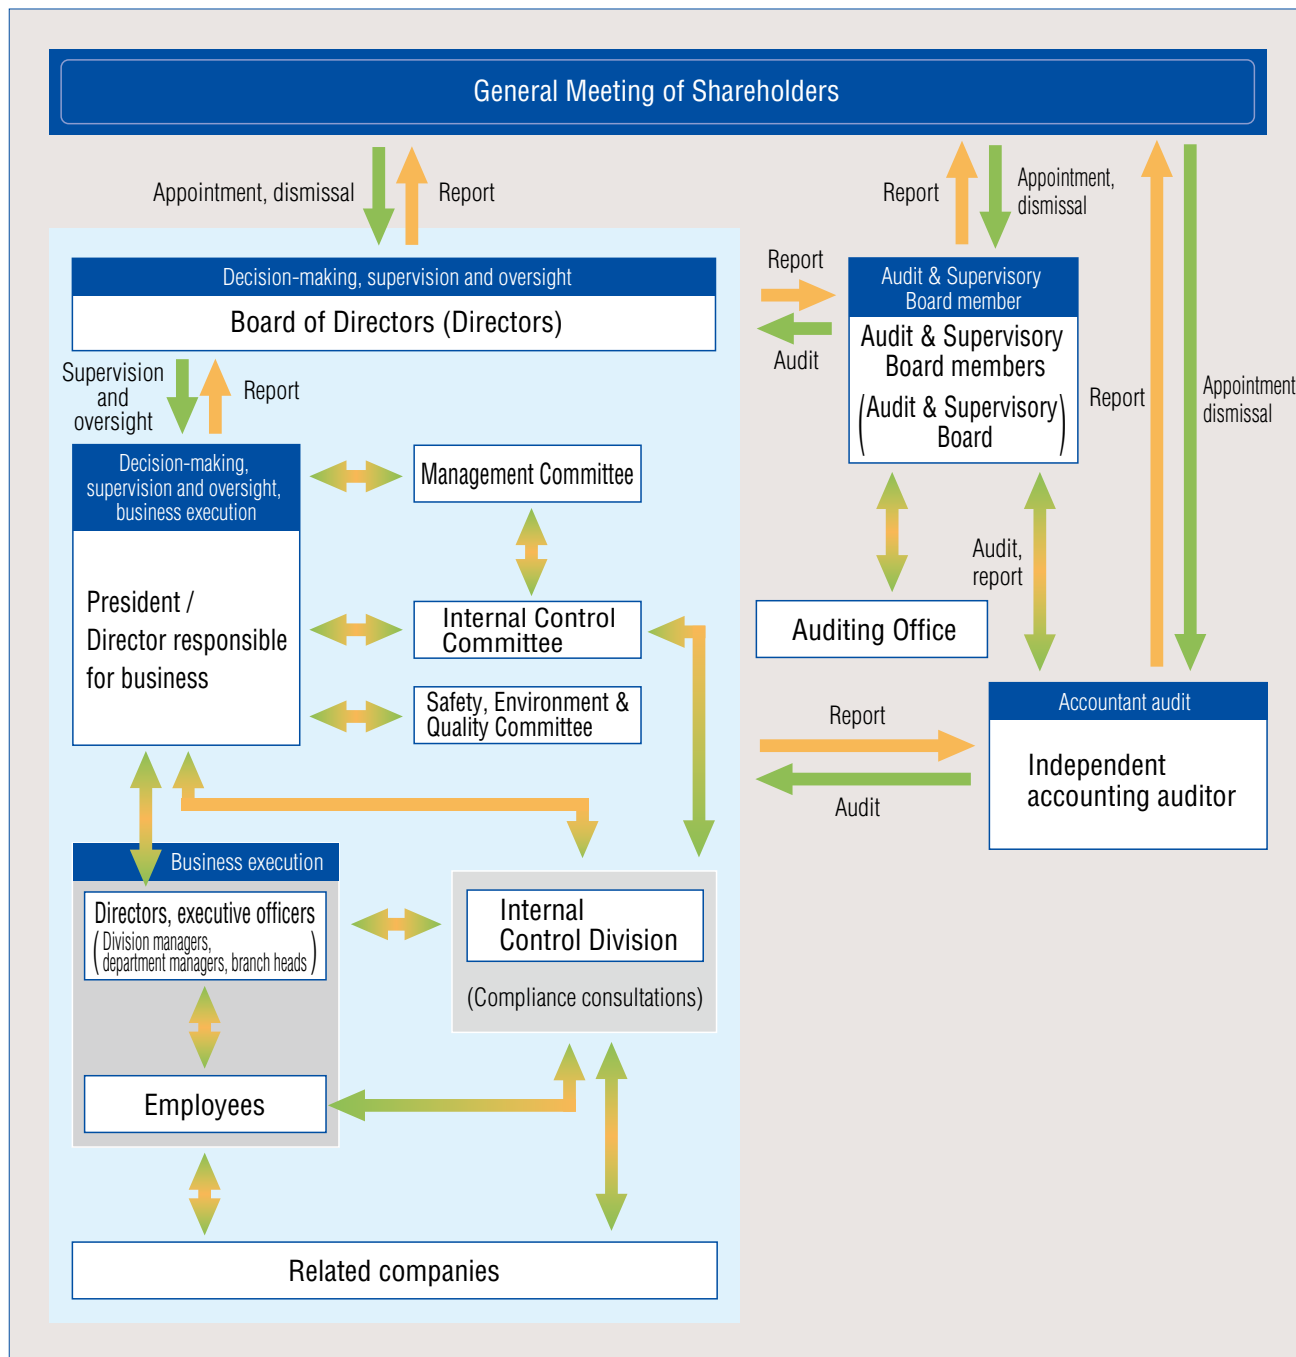 General Meeting of Shareholders
Appointment, dismissal
Report
Report
Appointment,
dismissal
Decision-making, supervision and oversight
Board of Directors (Directors)
Report
Audit
Audit & Supervisory
Board member
Audit & Supervisory
Board members
(Audit & Supervisory
Board)
Report
Appointment,
dismissal
Supervision
and
oversight
Report
Decision-making,
supervision and oversight,
business execution
President /
Director responsible
for business
Management Committee
Internal Control
Committee
Safety, Environment &
Quality Committee
Audit,
report
Auditing Office
Report
Audit
Accountant audit
Independent
accounting auditor
Business execution
Directors, executive officers
(Division managers,
department managers, branch heads)
Internal
Control Division
(Compliance consultations)
Employees
Related companies